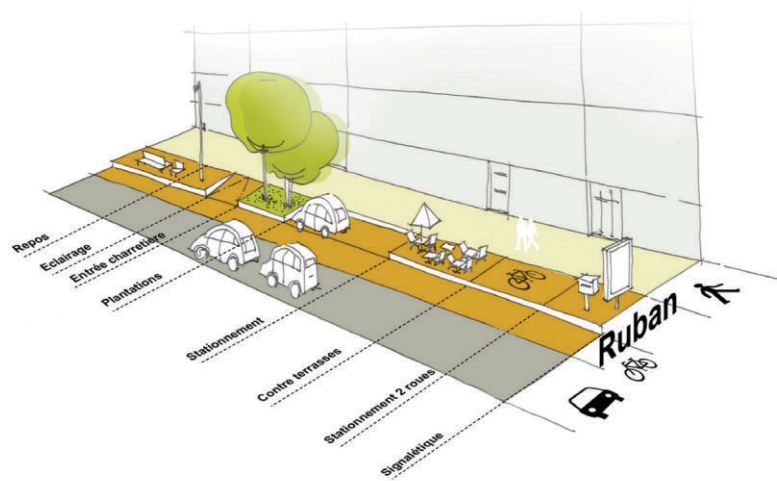 Repos
Eclairage
Entrée charretière
Plantations
Stationnement
Contre terrasses
Stationnement 2 roues
Signalétique
Ruban